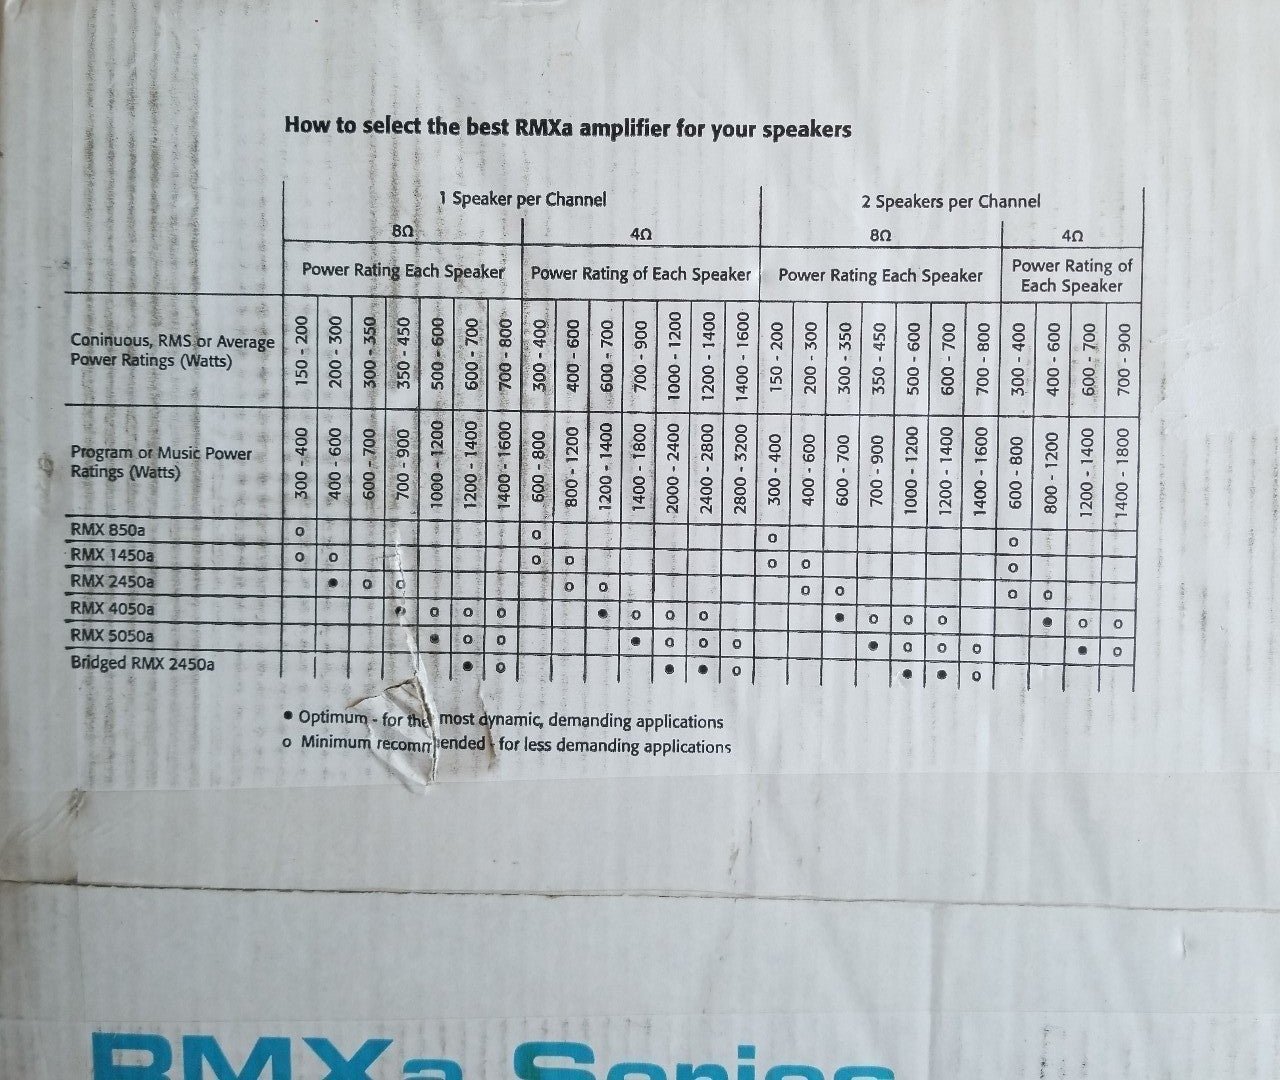 How to select the best RMXa amplifier for your speakers
1 Speaker per Channel 2 Speakers per Channel
8Ω 4Ω 8Ω 4Ω
Power Rating Each Speaker Power Rating of Each Speaker Power Rating Each Speaker Power Rating of
Each Speaker
Coninuous, RMS or Average
Power Ratings (Watts)
150 - 200 200 - 300 300 - 350 350 - 450 500 - 600 600 - 700 700 - 800 300 - 400 400 - 600 600 - 700 700 - 900 1000 - 1200 1200 - 1400 1400 - 1600 150 - 200 200 - 300 300 - 350 350 - 450 500 - 600 600 - 700 700 - 800 300 - 400 400 - 600 600 - 700 700 - 900
Program or Music Power
Ratings (Watts)
300 - 400 400 - 600 600 - 700 700 - 900 1000 - 1200 1200 - 1400 1400 - 1600 600 - 800 800 - 1200 1200 - 1400 1400 - 1800 2000 - 2400 2400 - 2800 2800 - 3200 300 - 400 400 - 600 600 - 700 700 - 900 1000 - 1200 1200 - 1400 1400 - 1600 600 - 800 800 - 1200 1200 - 1400 1400 - 1800
RMX 850a o o o o
RMX 1450a o o o o o o o
RMX 2450a ● o o o o o o o o
RMX 4050a ● o o o ● o o o ● o o o ● o o
RMX 5050a ● o o ● o o o ● o o o ● o
Bridged RMX 2450a ● o ● ● o ● ● o
● Optimum - for the most dynamic, demanding applications
o Minimum recommended - for less demanding applications
RMXa Series